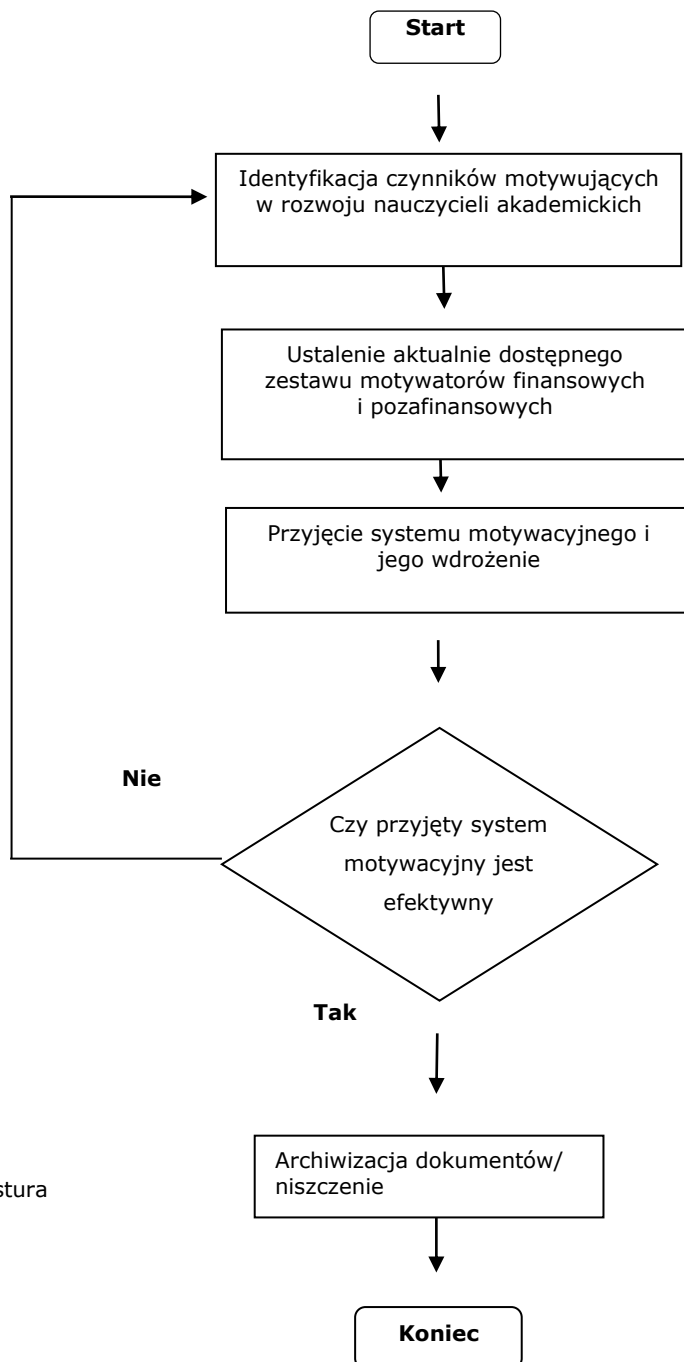 Start
Identyfikacja czynników motywujących
w rozwoju nauczycieli akademickich
Ustalenie aktualnie dostępnego
zestawu motywatorów finansowych
i pozafinansowych
Przyjęcie systemu motywacyjnego i
jego wdrożenie
Nie
Czy przyjęty system
motywacyjny jest
efektywny
Tak
Archiwizacja dokumentów/
niszczenie
stura
Koniec